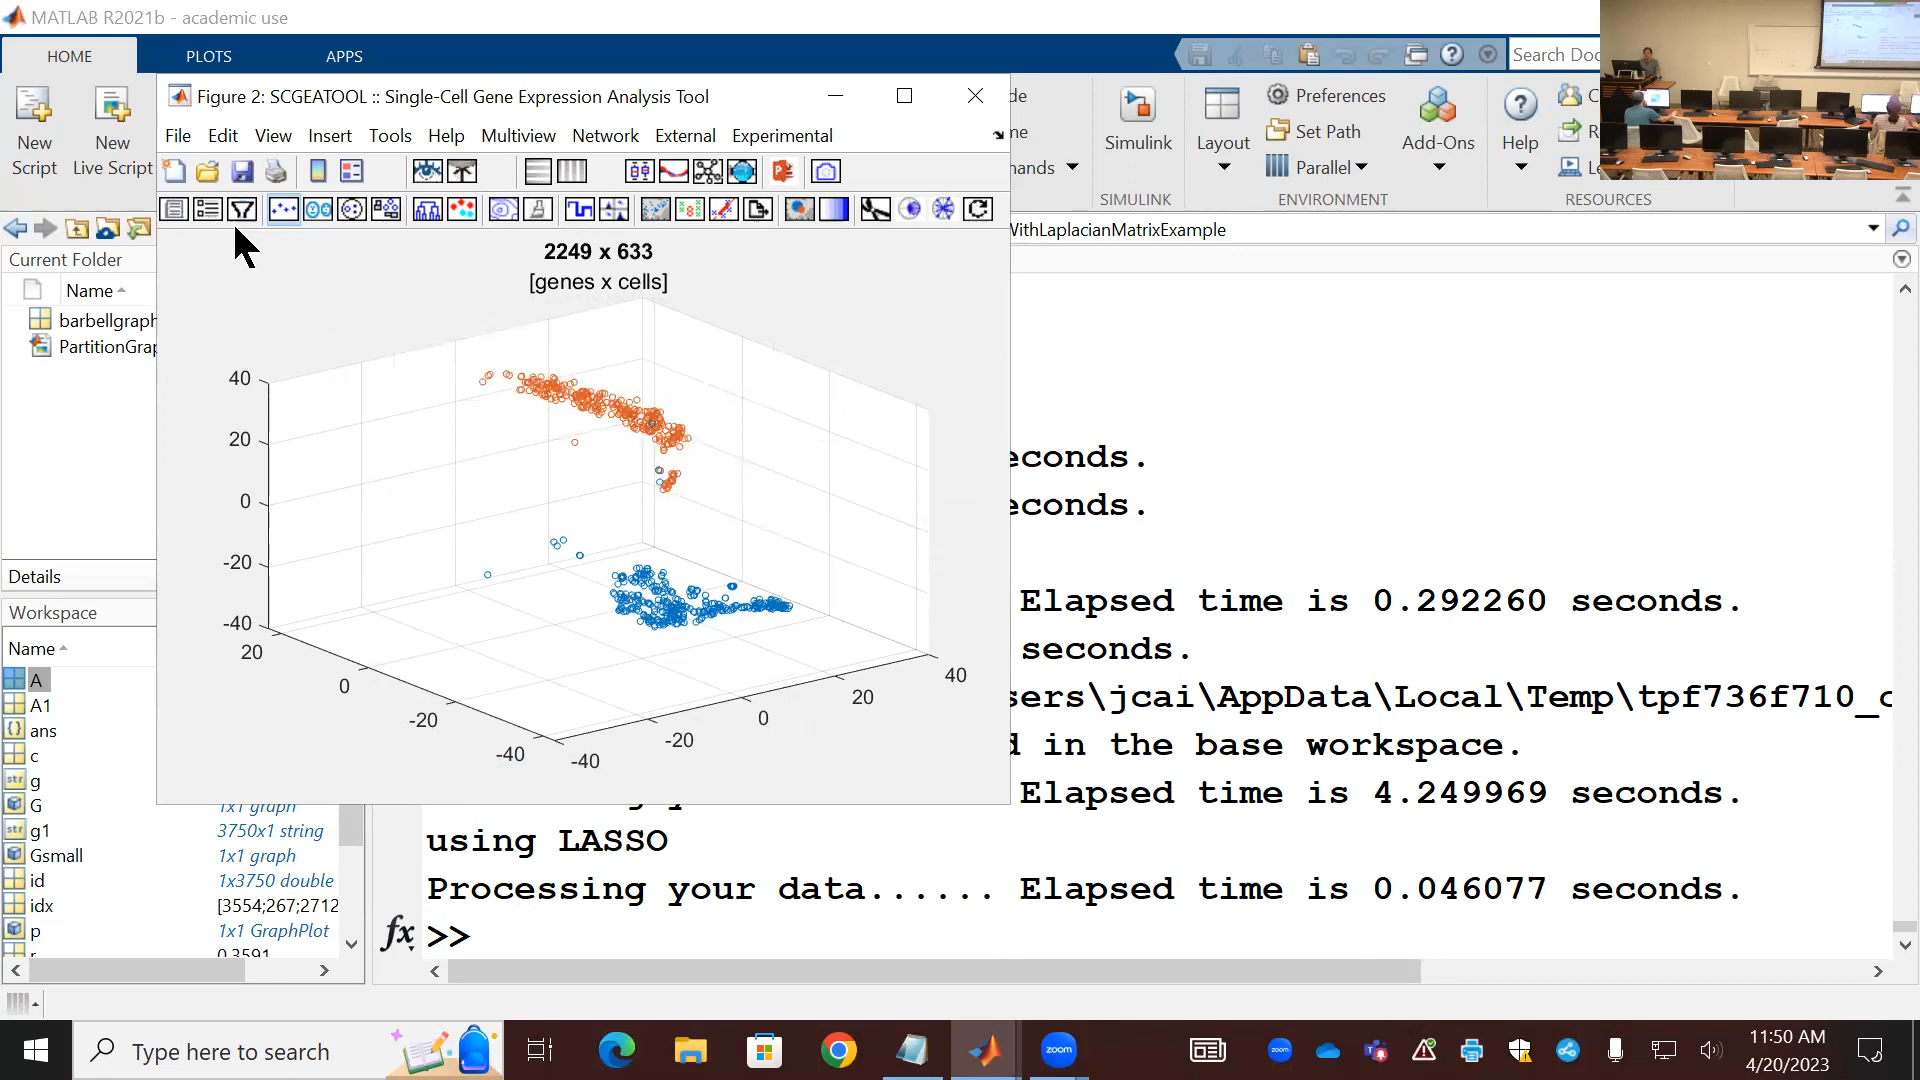 MATLAB R2021b - academic use
HOME
PLOTS
APPS
Search Doc
New
Script
New
Live Script
Figure 2: SCGEATOOL :: Single-Cell Gene Expression Analysis Tool
File Edit View Insert Tools Help Multiview Network External Experimental
de
me
mands
Simulink
SIMULINK
Layout
Preferences
Set Path
Parallel
ENVIRONMENT
Add-Ons
Help
RESOURCES
WithLaplacianMatrixExample
Current Folder
Name
barbellgraph
PartitionGrap
Details
Workspace
Name
A
A1
ans
c
g
G 1x1 graph
g1 3750x1 string
Gsmall 1x1 graph
id 1x3750 double
idx [3554;267;2712
p 1x1 GraphPlot
r 0.3591
2249 x 633
[genes x cells]
40
20
0
-20
-40
20
0
-20
-40
-40
-20
0
20
40
econds.
econds.
Elapsed time is 0.292260 seconds.
seconds.
sers\jcai\AppData\Local\Temp\tpf736f710_c
d in the base workspace.
Elapsed time is 4.249969 seconds.
using LASSO
Processing your data...... Elapsed time is 0.046077 seconds.
fx >>
Type here to search
zoom
zoom
11:50 AM
4/20/2023